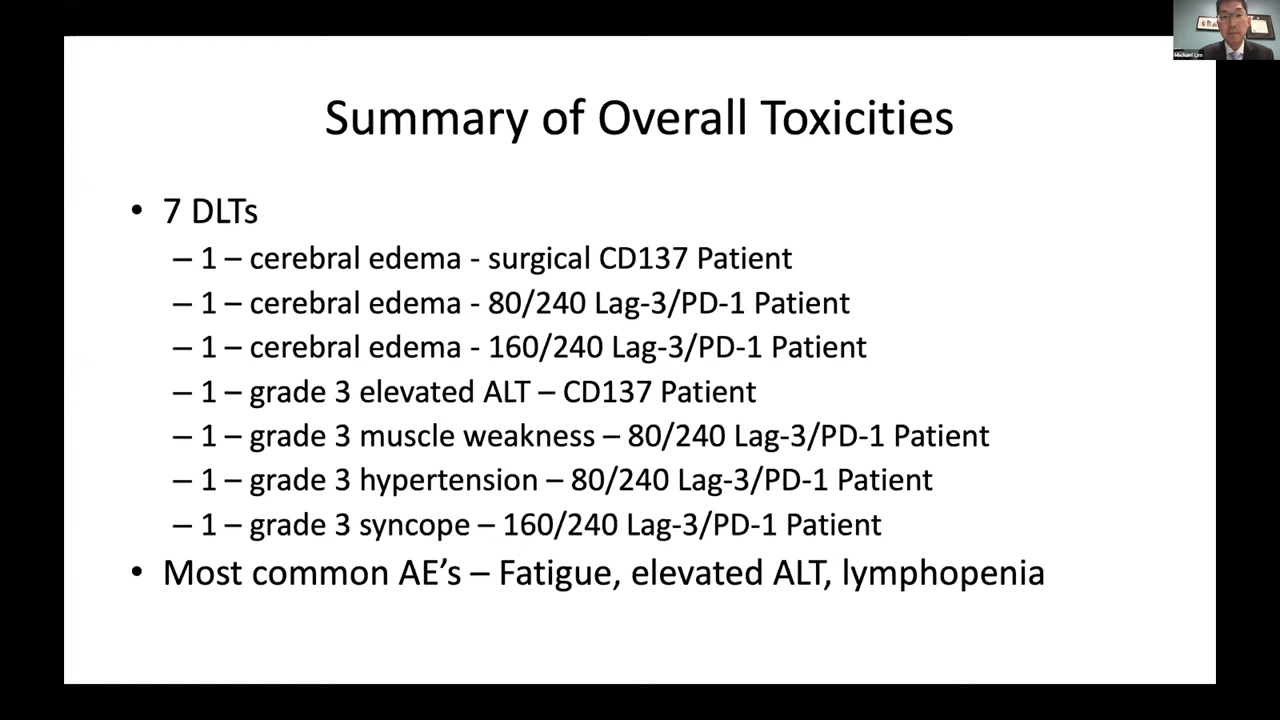 Michael Lim
Summary of Overall Toxicities
• 7 DLTs
– 1 – cerebral edema - surgical CD137 Patient
– 1 – cerebral edema - 80/240 Lag-3/PD-1 Patient
– 1 – cerebral edema - 160/240 Lag-3/PD-1 Patient
– 1 – grade 3 elevated ALT – CD137 Patient
– 1 – grade 3 muscle weakness – 80/240 Lag-3/PD-1 Patient
– 1 – grade 3 hypertension – 80/240 Lag-3/PD-1 Patient
– 1 – grade 3 syncope – 160/240 Lag-3/PD-1 Patient
• Most common AE’s – Fatigue, elevated ALT, lymphopenia